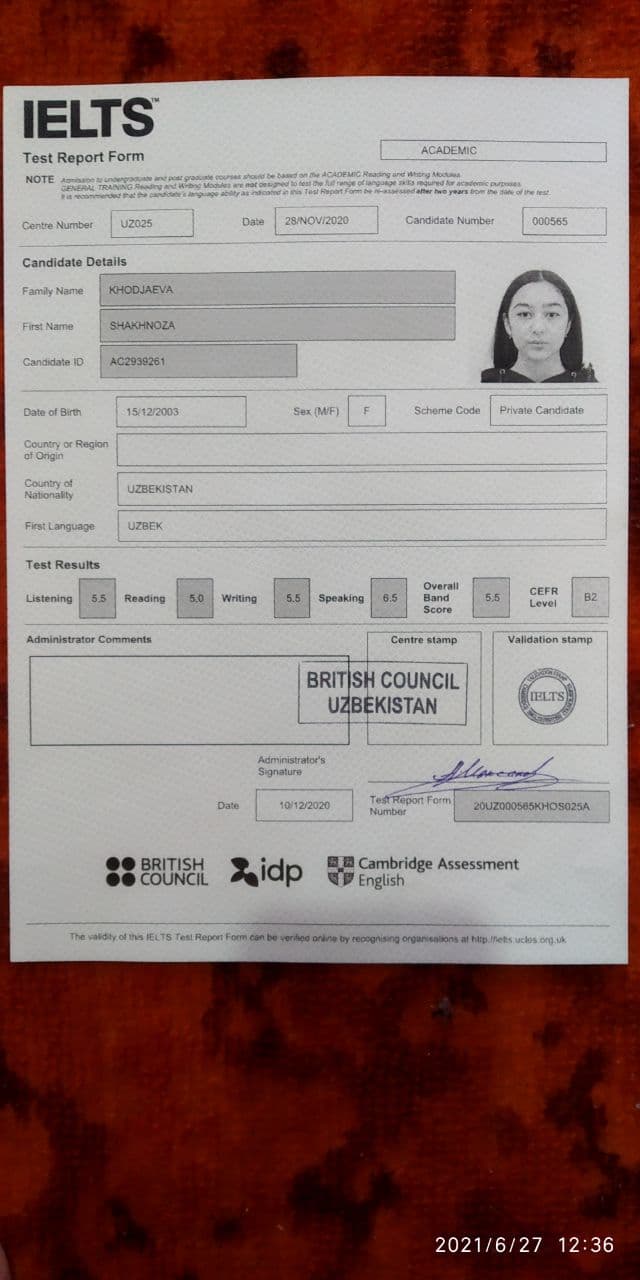 IELTS™
Test Report Form
ACADEMIC
NOTE Admission to undergraduate and post graduate courses should be based on the ACADEMIC Reading and Writing Modules.
GENERAL TRAINING Reading and Writing Modules are not designed to test the full range of language skills required for academic purposes.
It is recommended that the candidate's language ability as indicated in this Test Report Form be re-assessed after two years from the date of the test.
Centre Number UZ025 Date 28/NOV/2020 Candidate Number 000565
Candidate Details
Family Name KHODJAEVA
First Name SHAKHNOZA
Candidate ID AC2939261
Date of Birth 15/12/2003 Sex (M/F) F Scheme Code Private Candidate
Country or Region
of Origin
Country of
Nationality UZBEKISTAN
First Language UZBEK
Test Results
Listening 5.5 Reading 5.0 Writing 5.5 Speaking 6.5 Overall Band Score 5.5 CEFR Level B2
Administrator Comments
Centre stamp
Validation stamp
BRITISH COUNCIL
UZBEKISTAN
IELTS
Administrator's
Signature
Date 10/12/2020
Test Report Form
Number 20UZ000565KHOS025A
BRITISH
COUNCIL
idp
Cambridge Assessment
English
The validity of this IELTS Test Report Form can be verified online by recognising organisations at http://ielts.ucles.org.uk
2021/6/27 12:36